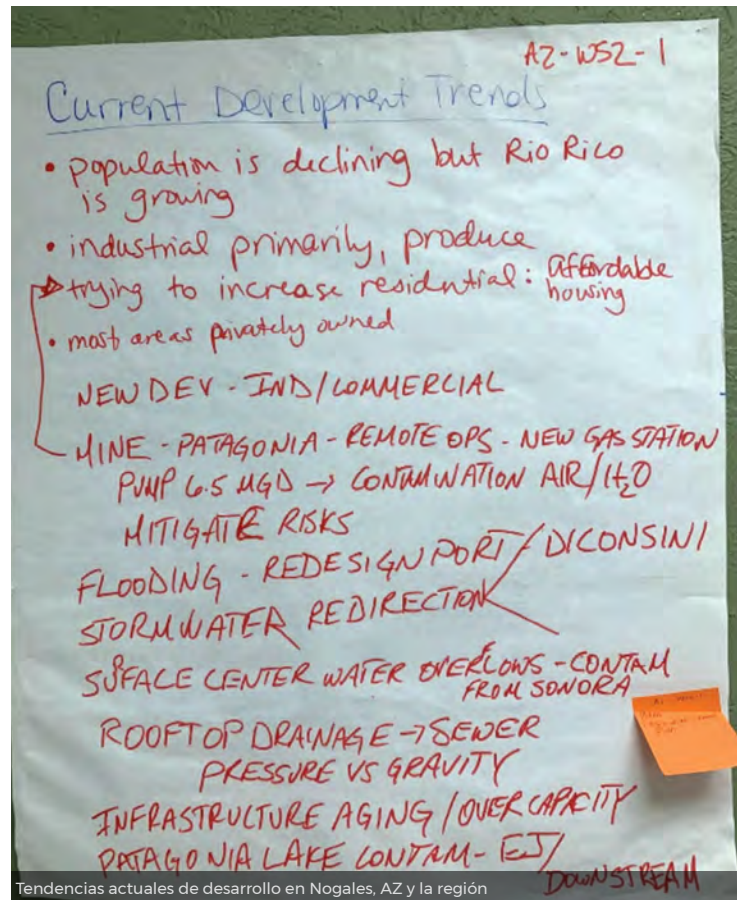 AZ-WS2-1
Current Development Trends
• population is declining but Rio Rico
is growing
• industrial primarily, produce
trying to increase residential: Affordable
housing
• most areas privately owned
NEW DEV - IND/COMMERCIAL
MINE - PATAGONIA - REMOTE OPS - NEW GAS STATION
PUMP 6.5 MGD → CONTAMINATION AIR/H₂O
MITIGATE RISKS
FLOODING - REDESIGN PORT / DICONSINI
STORMWATER REDIRECTION
SUFACE CENTER WATER OVERFLOWS - CONTAM
FROM SONORA
ROOFTOP DRAINAGE → SEWER
PRESSURE VS GRAVITY
INFRASTRUCTURE AGING / OVER CAPACITY
PATAGONIA LAKE CONTAM - EJ/
DOWNSTREAM
Tendencias actuales de desarrollo en Nogales, AZ y la región